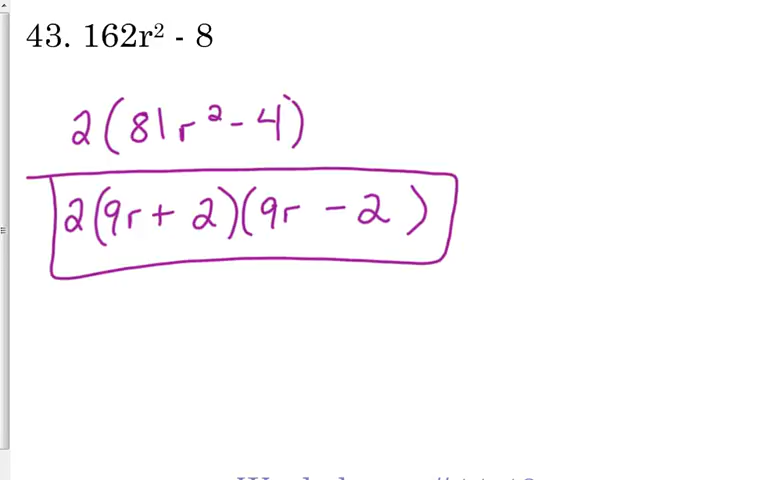 43. 162r² - 8
2(81r² - 4)
2(9r + 2)(9r - 2)